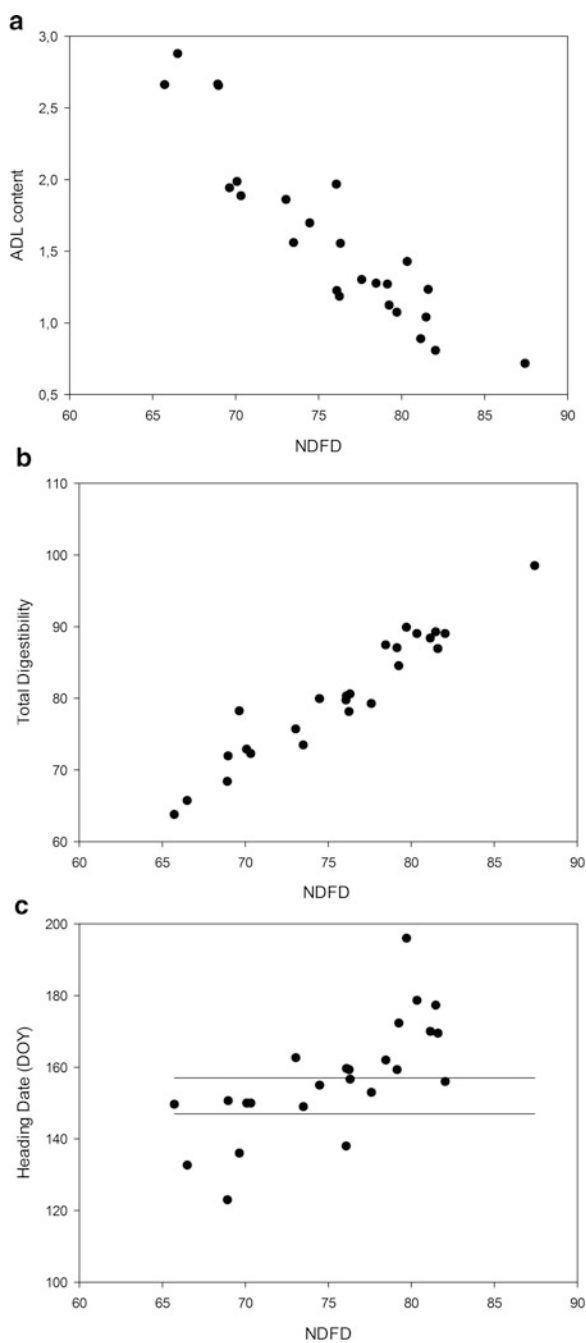 a
3,0
2,5
2,0
1,5
1,0
0,5
ADL content
60 65 70 75 80 85 90
NDFD
b
110
100
90
80
70
60
Total Digestibility
60 65 70 75 80 85 90
NDFD
c
200
180
160
140
120
100
Heading Date (DOY)
60 65 70 75 80 85 90
NDFD